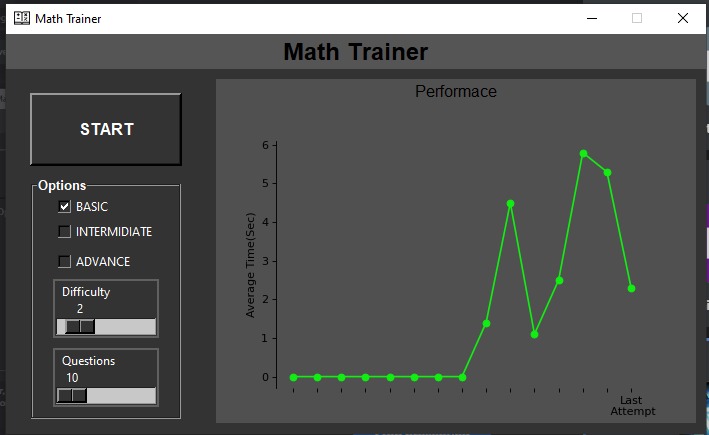 Math Trainer
Math Trainer
START
Options
BASIC
INTERMIDIATE
ADVANCE
Difficulty
2
Questions
10
Performace
Average Time(Sec)
6
5
4
3
2
1
0
Last
Attempt